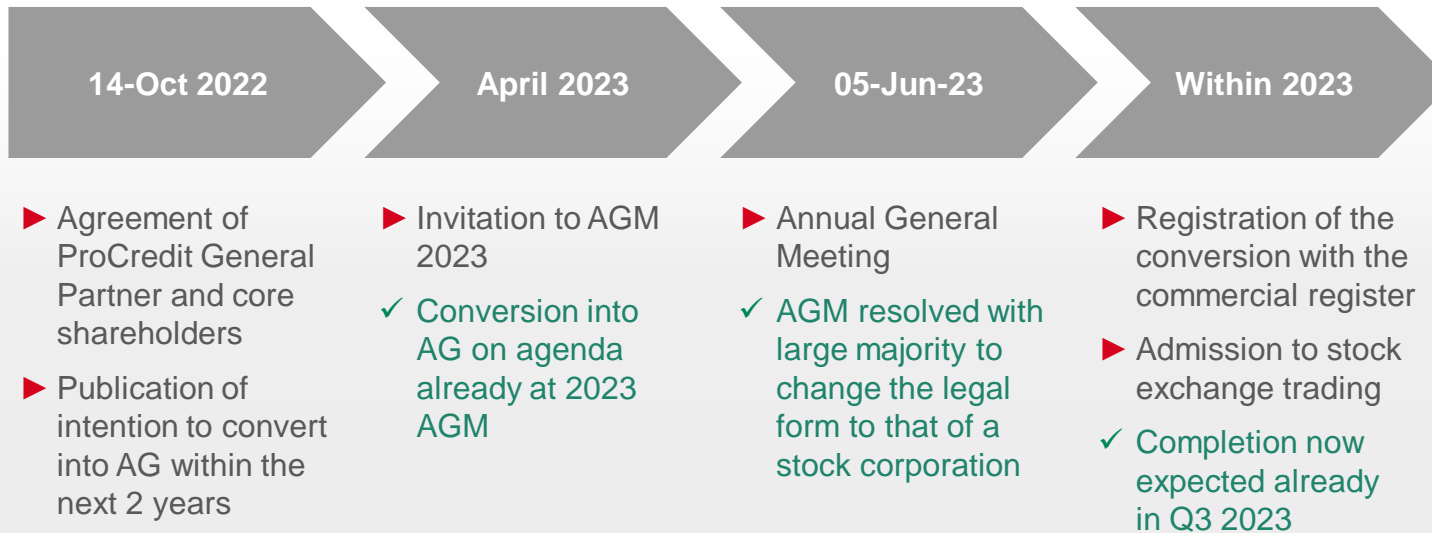 14-Oct 2022
April 2023
05-Jun-23
Within 2023
► Agreement of
ProCredit General
Partner and core
shareholders
► Publication of
intention to convert
into AG within the
next 2 years
► Invitation to AGM
2023
✓ Conversion into
AG on agenda
already at 2023
AGM
► Annual General
Meeting
✓ AGM resolved with
large majority to
change the legal
form to that of a
stock corporation
► Registration of the
conversion with the
commercial register
► Admission to stock
exchange trading
✓ Completion now
expected already
in Q3 2023